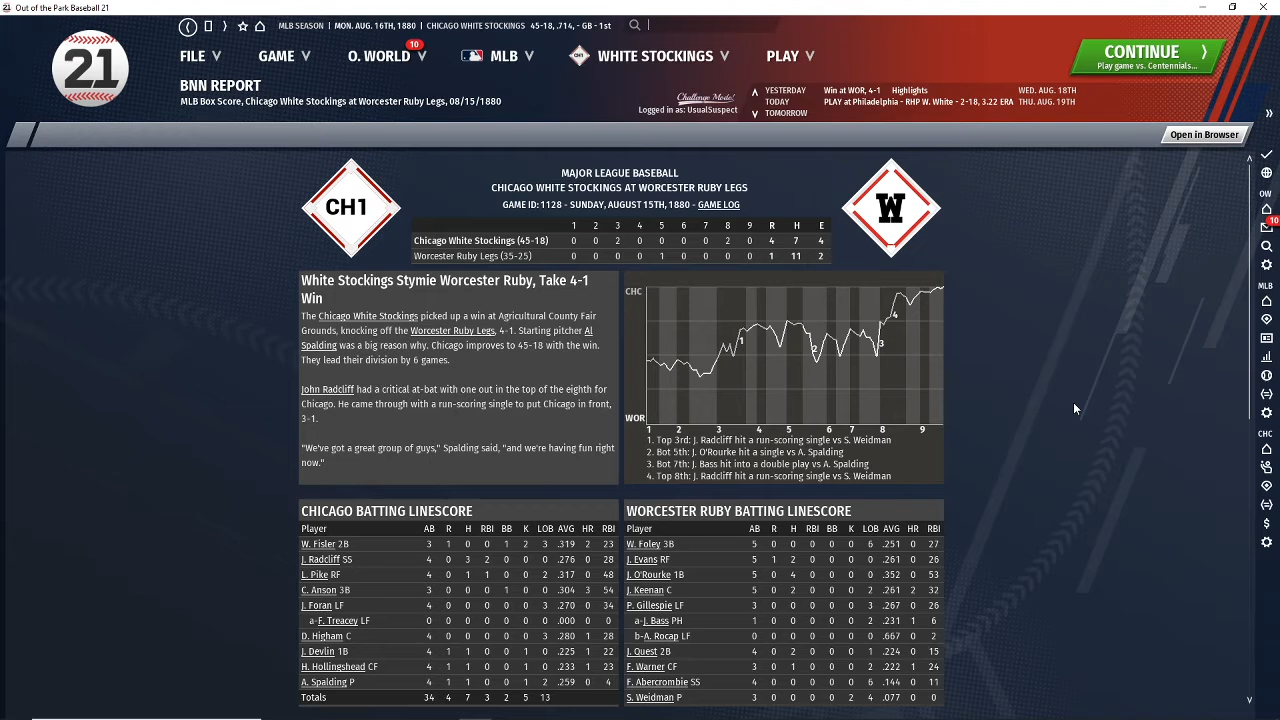 Out of the Park Baseball 21
MLB SEASON | MON. AUG. 16TH, 1880 | CHICAGO WHITE STOCKINGS 45-18, .714, - GB - 1st
FILE GAME O. WORLD 10 MLB CH1 WHITE STOCKINGS PLAY
CONTINUE
Play game vs. Centennials...
21
BNN REPORT
MLB Box Score, Chicago White Stockings at Worcester Ruby Legs, 08/15/1880
Challenge Mode!
Logged in as: UsualSuspect
YESTERDAY Win at WOR, 4-1 Highlights WED. AUG. 18TH
TODAY PLAY at Philadelphia - RHP W. White - 2-18, 3.22 ERA THU. AUG. 19TH
TOMORROW
Open in Browser
CH1
W
MAJOR LEAGUE BASEBALL
CHICAGO WHITE STOCKINGS AT WORCESTER RUBY LEGS
GAME ID: 1128 - SUNDAY, AUGUST 15TH, 1880 - GAME LOG
1 2 3 4 5 6 7 8 9 R H E
Chicago White Stockings (45-18) 0 0 2 0 0 0 0 2 0 4 7 4
Worcester Ruby Legs (35-25) 0 0 0 0 1 0 0 0 0 1 11 2
White Stockings Stymie Worcester Ruby, Take 4-1
Win
The Chicago White Stockings picked up a win at Agricultural County Fair
Grounds, knocking off the Worcester Ruby Legs, 4-1. Starting pitcher Al
Spalding was a big reason why. Chicago improves to 45-18 with the win.
They lead their division by 6 games.
John Radcliff had a critical at-bat with one out in the top of the eighth for
Chicago. He came through with a run-scoring single to put Chicago in front,
3-1.
"We've got a great group of guys," Spalding said, "and we're having fun right
now."
CHC
1
2
3
4
WOR
1 2 3 4 5 6 7 8 9
1. Top 3rd: J. Radcliff hit a run-scoring single vs S. Weidman
2. Bot 5th: J. O'Rourke hit a single vs A. Spalding
3. Bot 7th: J. Bass hit into a double play vs A. Spalding
4. Top 8th: J. Radcliff hit a run-scoring single vs S. Weidman
CHICAGO BATTING LINESCORE
Player AB R H RBI BB K LOB AVG HR RBI
W. Fisler 2B 3 1 0 0 1 2 3 .319 2 23
J. Radcliff SS 4 0 3 2 0 0 0 .276 0 28
L. Pike RF 4 0 1 1 0 0 2 .317 0 48
C. Anson 3B 3 0 0 0 1 0 0 .304 3 54
J. Foran LF 4 0 0 0 0 0 3 .270 0 34
a-F. Treacey LF 0 0 0 0 0 0 0 .000 0 0
D. Higham C 4 0 0 0 0 0 3 .280 1 28
J. Devlin 1B 4 1 1 0 0 1 0 .225 1 22
H. Hollingshead CF 4 1 1 0 0 1 0 .233 1 23
A. Spalding P 4 1 1 0 0 1 2 .259 0 4
Totals 34 4 7 3 2 5 13
WORCESTER RUBY BATTING LINESCORE
Player AB R H RBI BB K LOB AVG HR RBI
W. Foley 3B 5 0 0 0 0 0 6 .251 0 27
J. Evans RF 5 1 2 0 0 0 0 .261 0 26
J. O'Rourke 1B 5 0 4 0 0 0 0 .352 0 53
J. Keenan C 5 0 2 0 0 0 2 .261 2 32
P. Gillespie LF 3 0 0 0 0 0 3 .267 0 26
a-J. Bass PH 1 0 0 0 0 0 2 .231 1 6
b-A. Rocap LF 0 0 0 0 0 0 0 .667 0 2
J. Quest 2B 4 0 2 0 0 0 1 .224 0 15
F. Warner CF 3 0 1 0 0 0 2 .222 1 24
F. Abercrombie SS 4 0 0 0 0 0 6 .144 0 11
S. Weidman P 3 0 0 0 0 2 4 .077 0 0
OW
10
MLB
CHC